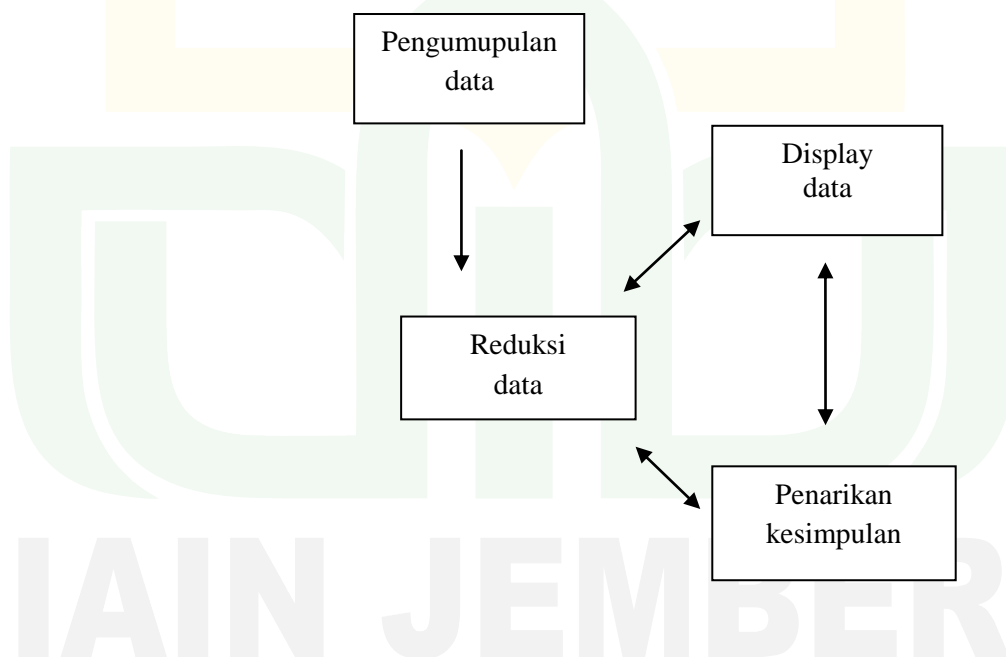 Pengumupulan
data
Display
data
Reduksi
data
Penarikan
kesimpulan
IAIN JEMBER